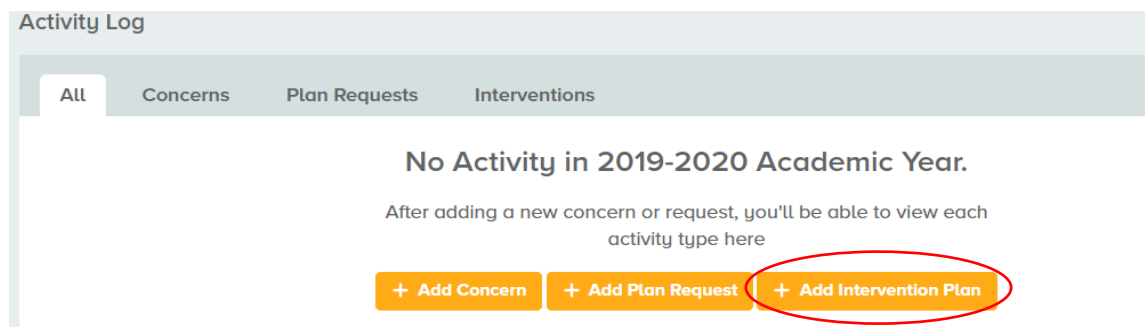 Activity Log
All Concerns Plan Requests Interventions
No Activity in 2019-2020 Academic Year.
After adding a new concern or request, you'll be able to view each
activity type here
+ Add Concern + Add Plan Request + Add Intervention Plan